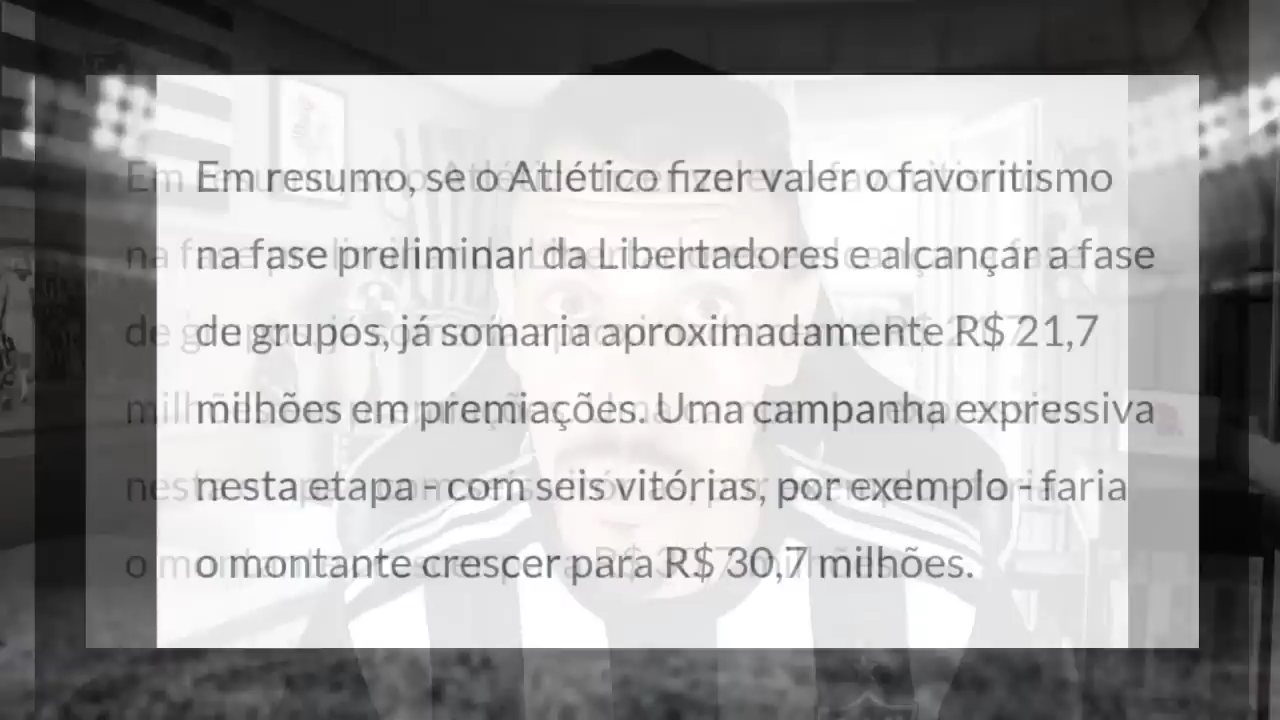 Em resumo, se o Atlético fizer valer o favoritismo
na fase preliminar da Libertadores e alcançar a fase
de grupos, já somaria aproximadamente R$ 21,7
milhões em premiações. Uma campanha expressiva
nesta etapa - com seis vitórias, por exemplo - faria
o montante crescer para R$ 30,7 milhões.